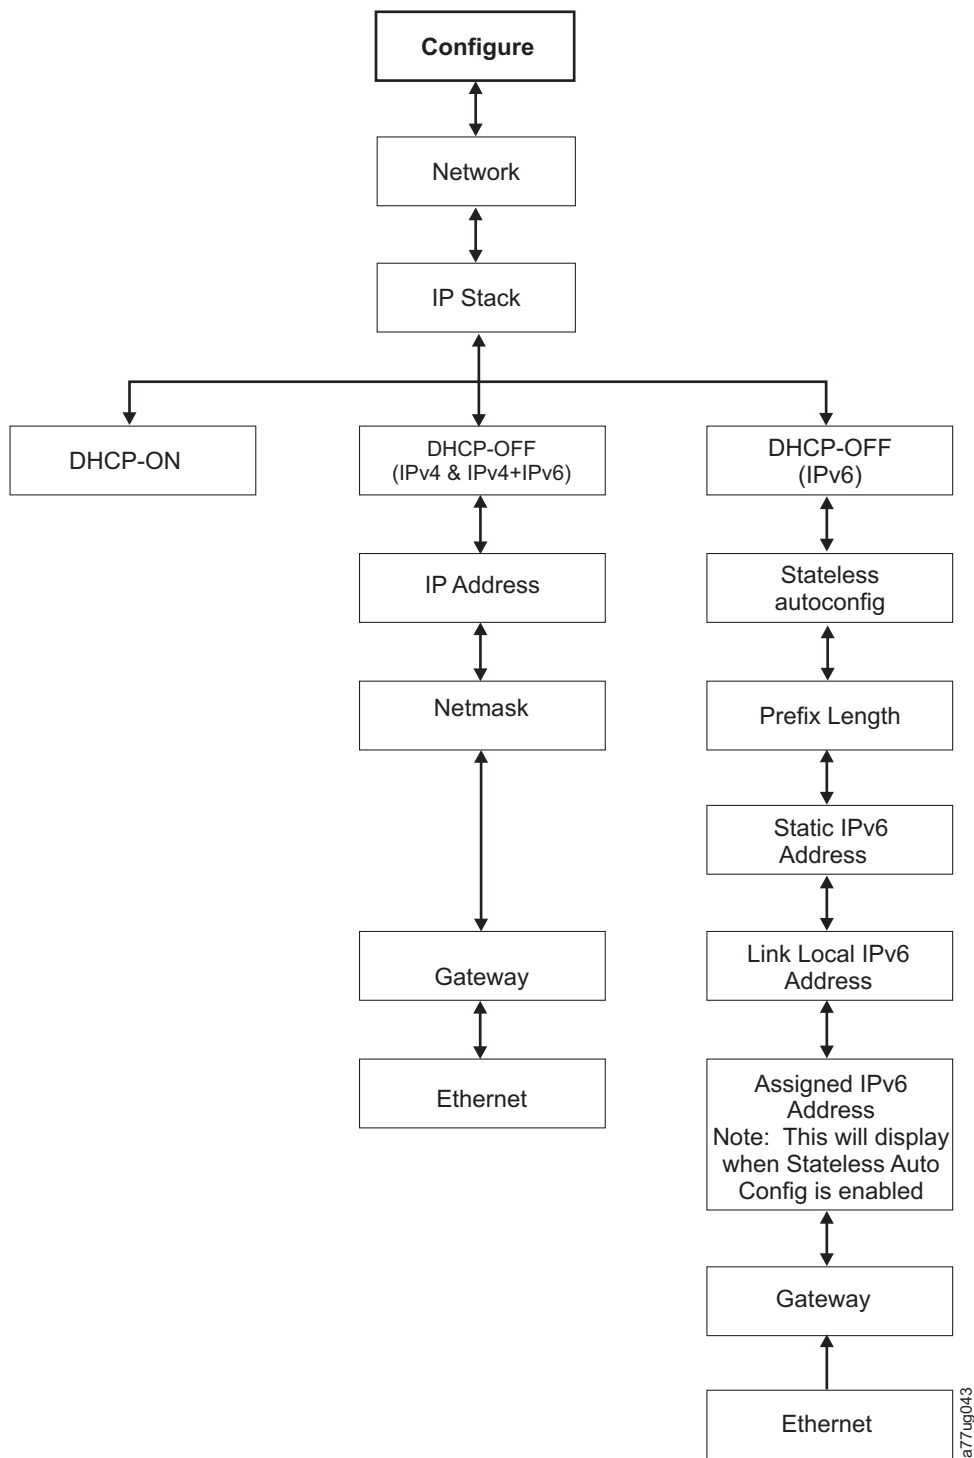 Configure
Network
IP Stack
DHCP-ON
DHCP-OFF
(IPv4 & IPv4+IPv6)
DHCP-OFF
(IPv6)
IP Address
Stateless
autoconfig
Netmask
Prefix Length
Static IPv6
Address
Gateway
Link Local IPv6
Address
Ethernet
Assigned IPv6
Address
Note: This will display
when Stateless Auto
Config is enabled
Gateway
Ethernet
a77ug043